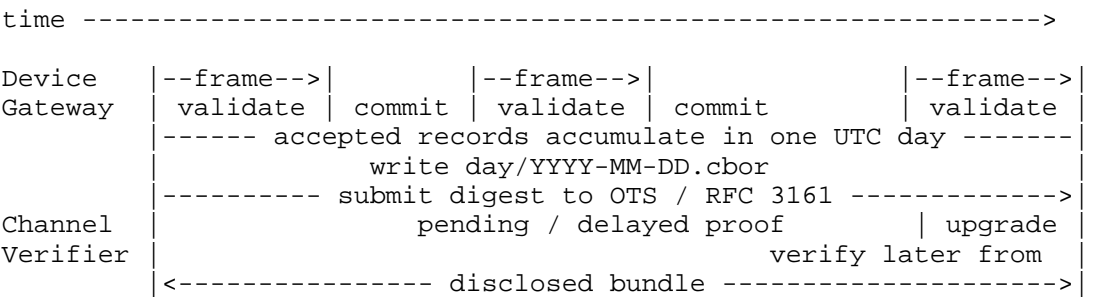 time ---------------------------------------------------------------->
Device |--frame-->| |--frame-->| |--frame-->|
Gateway | validate | commit | validate | commit | validate |
|------ accepted records accumulate in one UTC day -------|
| write day/YYYY-MM-DD.cbor |
|---------- submit digest to OTS / RFC 3161 ------------->|
Channel | pending / delayed proof | upgrade |
Verifier | verify later from |
|<---------------- disclosed bundle --------------------->|